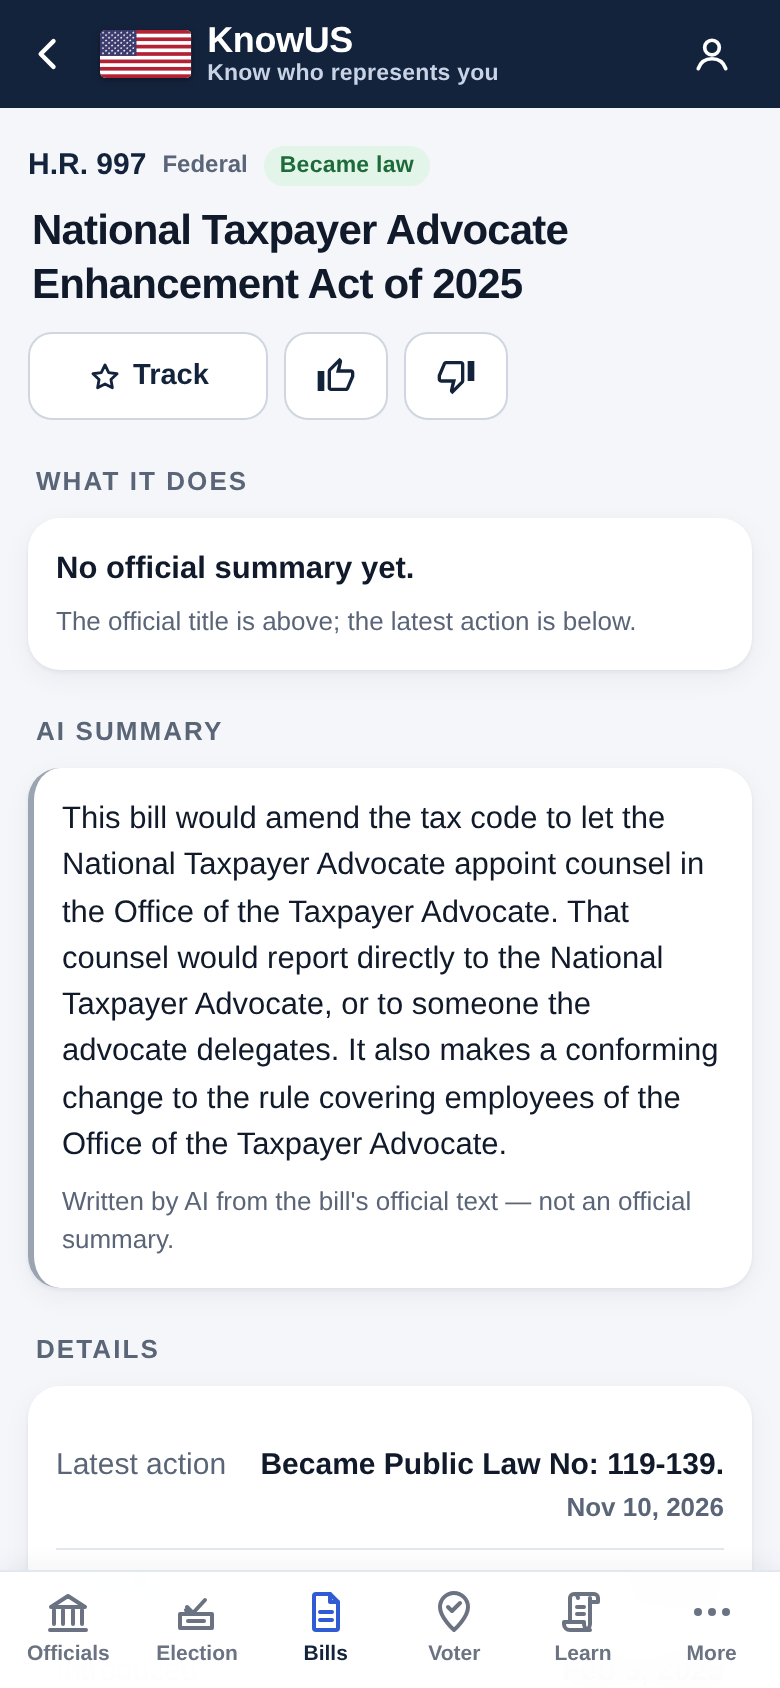 KnowUS
Know who represents you
H.R. 997 Federal Became law
National Taxpayer Advocate
Enhancement Act of 2025
Track
WHAT IT DOES
No official summary yet.
The official title is above; the latest action is below.
AI SUMMARY
This bill would amend the tax code to let the
National Taxpayer Advocate appoint counsel in
the Office of the Taxpayer Advocate. That
counsel would report directly to the National
Taxpayer Advocate, or to someone the
advocate delegates. It also makes a conforming
change to the rule covering employees of the
Office of the Taxpayer Advocate.
Written by AI from the bill's official text — not an official
summary.
DETAILS
Latest action Became Public Law No: 119-139.
Nov 10, 2026
Officials Election Bills Voter Learn More